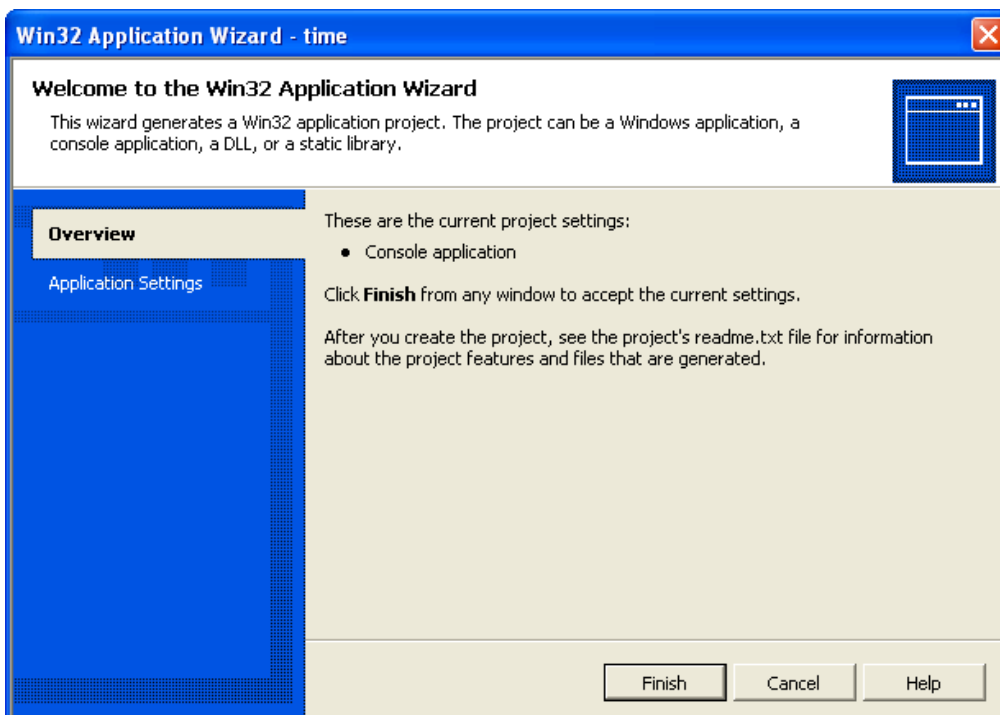 Win32 Application Wizard - time
Welcome to the Win32 Application Wizard
This wizard generates a Win32 application project. The project can be a Windows application, a
console application, a DLL, or a static library.
Overview
Application Settings
These are the current project settings:
• Console application
Click Finish from any window to accept the current settings.
After you create the project, see the project's readme.txt file for information
about the project features and files that are generated.
Finish
Cancel
Help